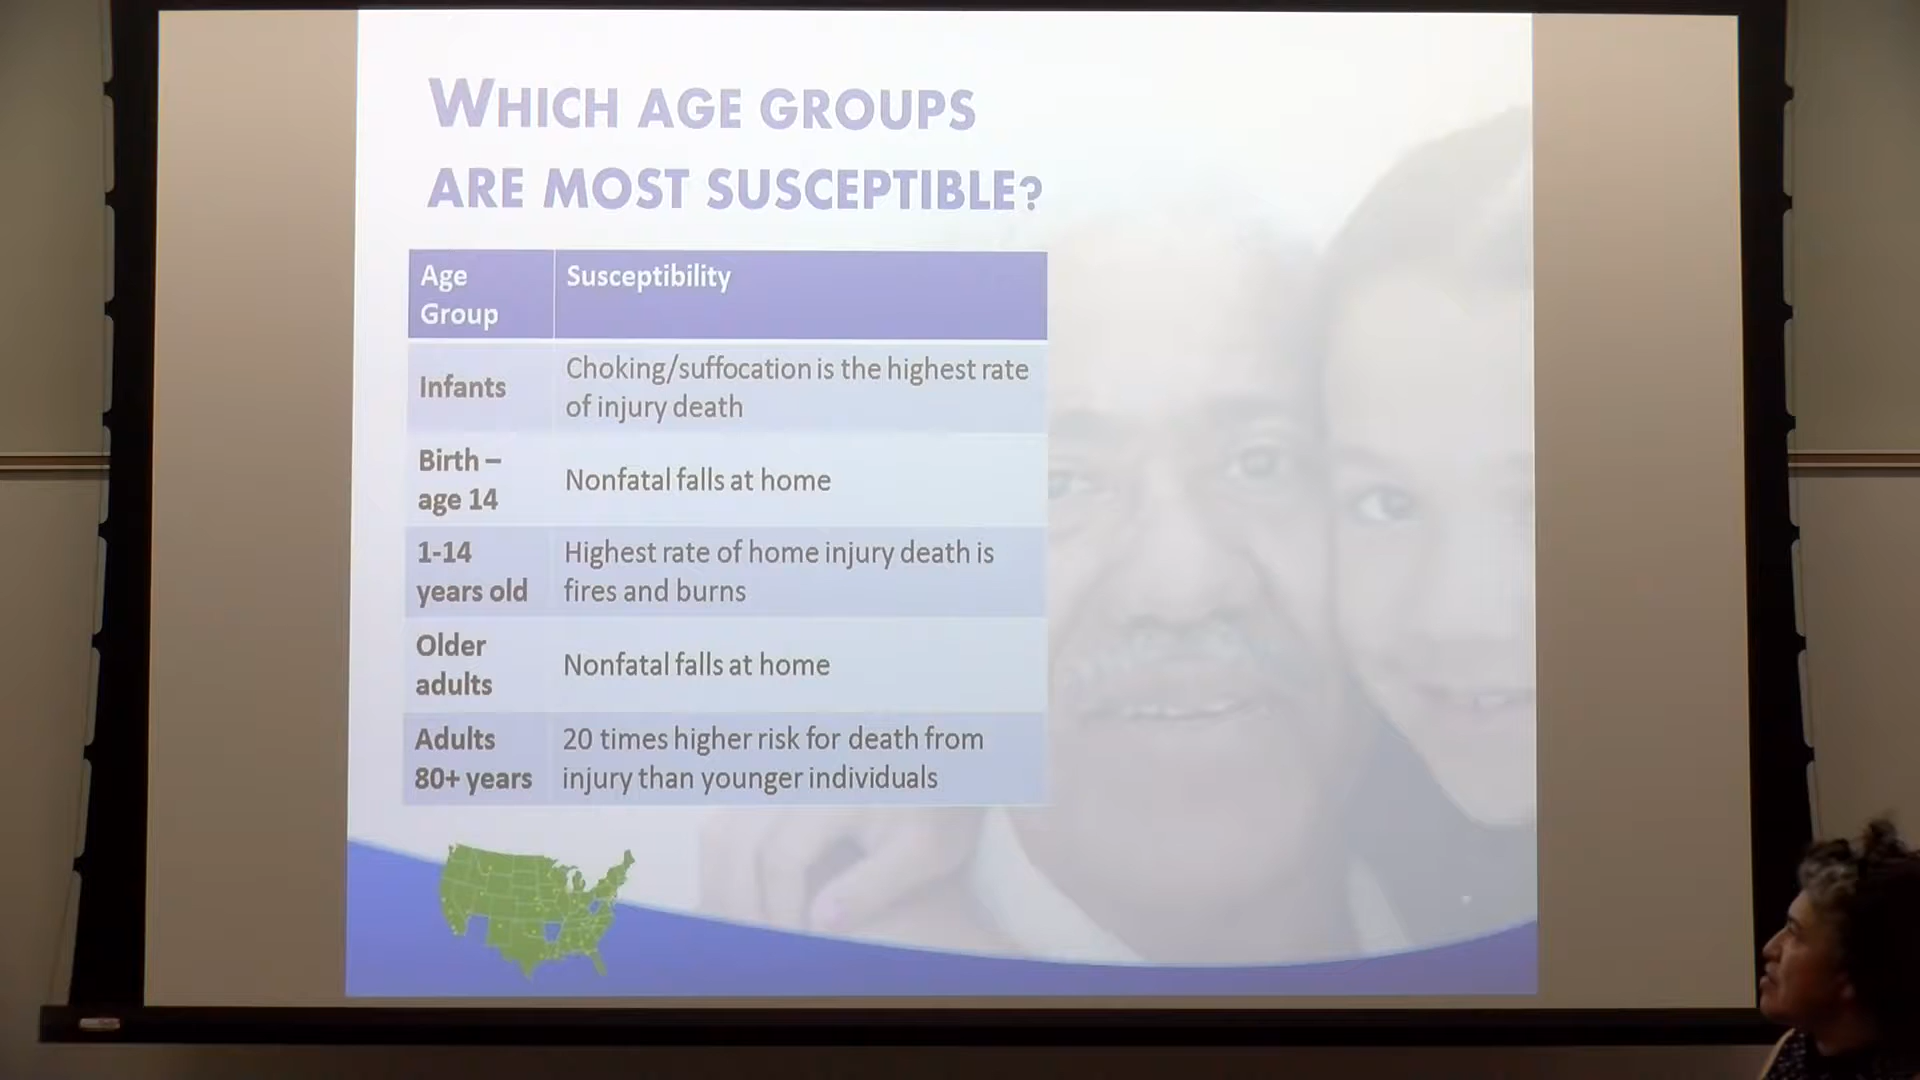 WHICH AGE GROUPS
ARE MOST SUSCEPTIBLE?
Age
Group
Susceptibility
Infants
Choking/suffocation is the highest rate
of injury death
Birth –
age 14
Nonfatal falls at home
1-14
years old
Highest rate of home injury death is
fires and burns
Older
adults
Nonfatal falls at home
Adults
80+ years
20 times higher risk for death from
injury than younger individuals